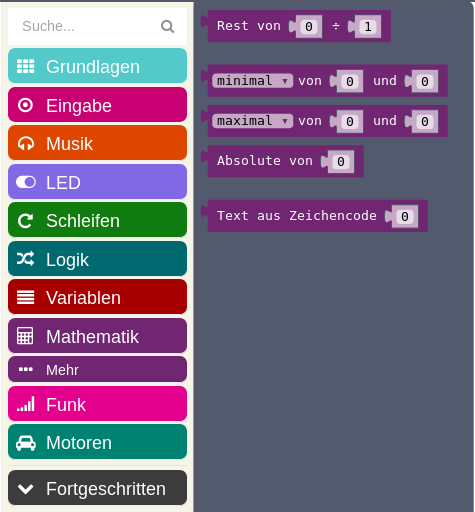 Suche...
Grundlagen
Eingabe
Musik
LED
Schleifen
Logik
Variablen
Mathematik
Mehr
Funk
Motoren
Fortgeschritten
Rest von 0 ÷ 1
minimal von 0 und 0
maximal von 0 und 0
Absolute von 0
Text aus Zeichencode 0